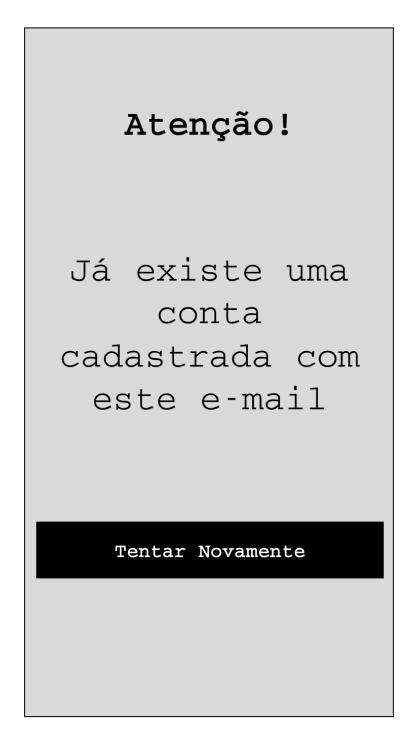 Atenção!
Já existe uma
conta
cadastrada com
este e-mail
Tentar Novamente